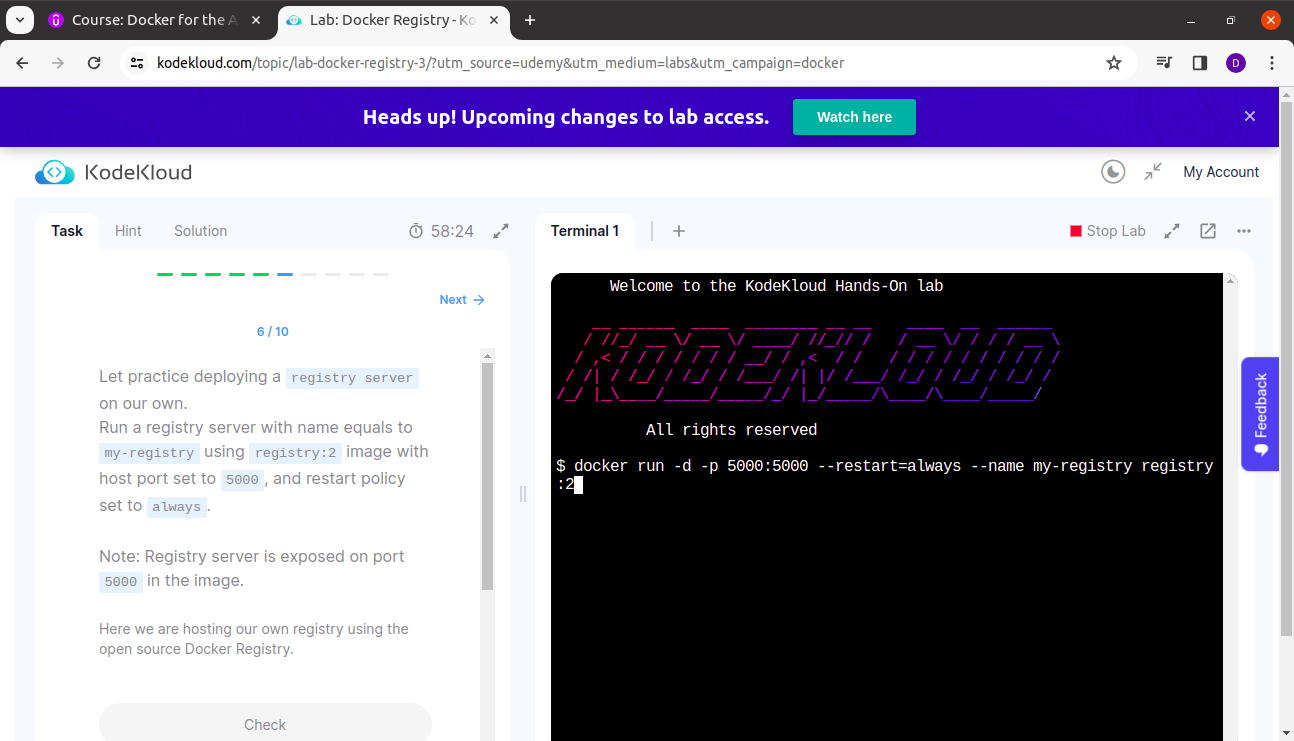 Course: Docker for the A
Lab: Docker Registry - Ko
kodekloud.com/topic/lab-docker-registry-3/?utm_source=udemy&utm_medium=labs&utm_campaign=docker
D
Heads up! Upcoming changes to lab access.
Watch here
KodeKloud
My Account
Task
Hint
Solution
58:24
Terminal 1
Stop Lab
Next
6 / 10
Let practice deploying a registry server
on our own.
Run a registry server with name equals to
my-registry using registry:2 image with
host port set to 5000, and restart policy
set to always.
Note: Registry server is exposed on port
5000 in the image.
Here we are hosting our own registry using the
open source Docker Registry.
Check
Welcome to the KodeKloud Hands-On lab
KODEKLOUD
All rights reserved
$ docker run -d -p 5000:5000 --restart=always --name my-registry registry
:2
Feedback